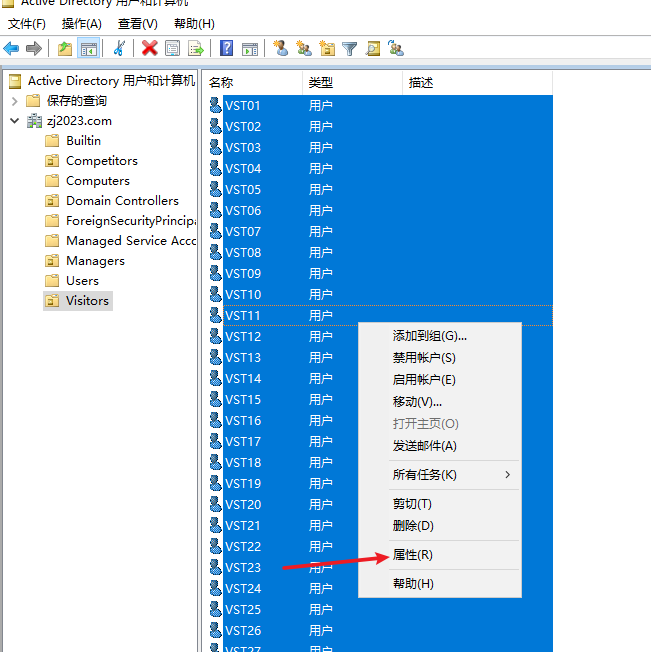 Active Directory 用户和计算机
文件(F) 操作(A) 查看(V) 帮助(H)
Active Directory 用户和计算机
保存的查询
zj2023.com
Builtin
Competitors
Computers
Domain Controllers
ForeignSecurityPrincipa
Managed Service Acco
Managers
Users
Visitors
名称 类型 描述
VST01 用户
VST02 用户
VST03 用户
VST04 用户
VST05 用户
VST06 用户
VST07 用户
VST08 用户
VST09 用户
VST10 用户
VST11 用户
VST12 用户
VST13 用户
VST14 用户
VST15 用户
VST16 用户
VST17 用户
VST18 用户
VST19 用户
VST20 用户
VST21 用户
VST22 用户
VST23 用户
VST24 用户
VST25 用户
VST26 用户
VST27 用户
添加到组(G)...
禁用帐户(S)
启用帐户(E)
移动(V)...
打开主页(O)
发送邮件(A)
所有任务(K)
剪切(T)
删除(D)
属性(R)
帮助(H)